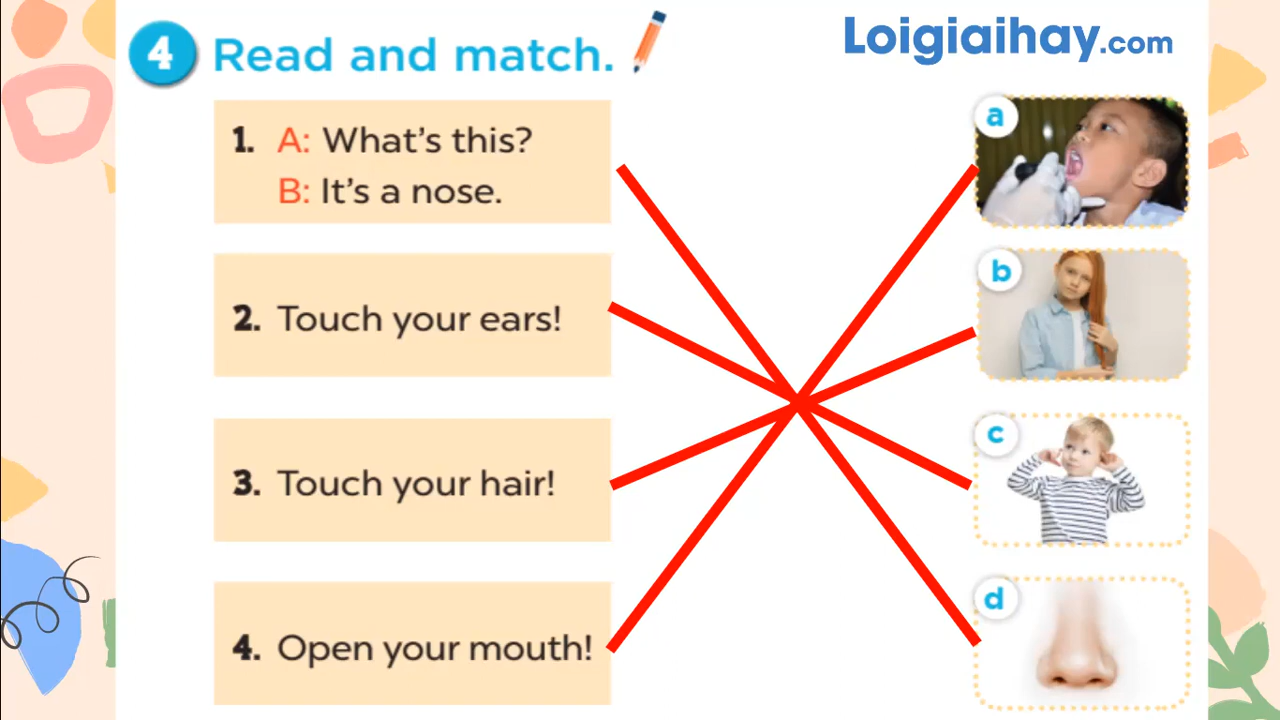 4 Read and match.
Loigiaihay.com
1. A: What's this?
B: It's a nose.
2. Touch your ears!
3. Touch your hair!
4. Open your mouth!
a
b
c
d